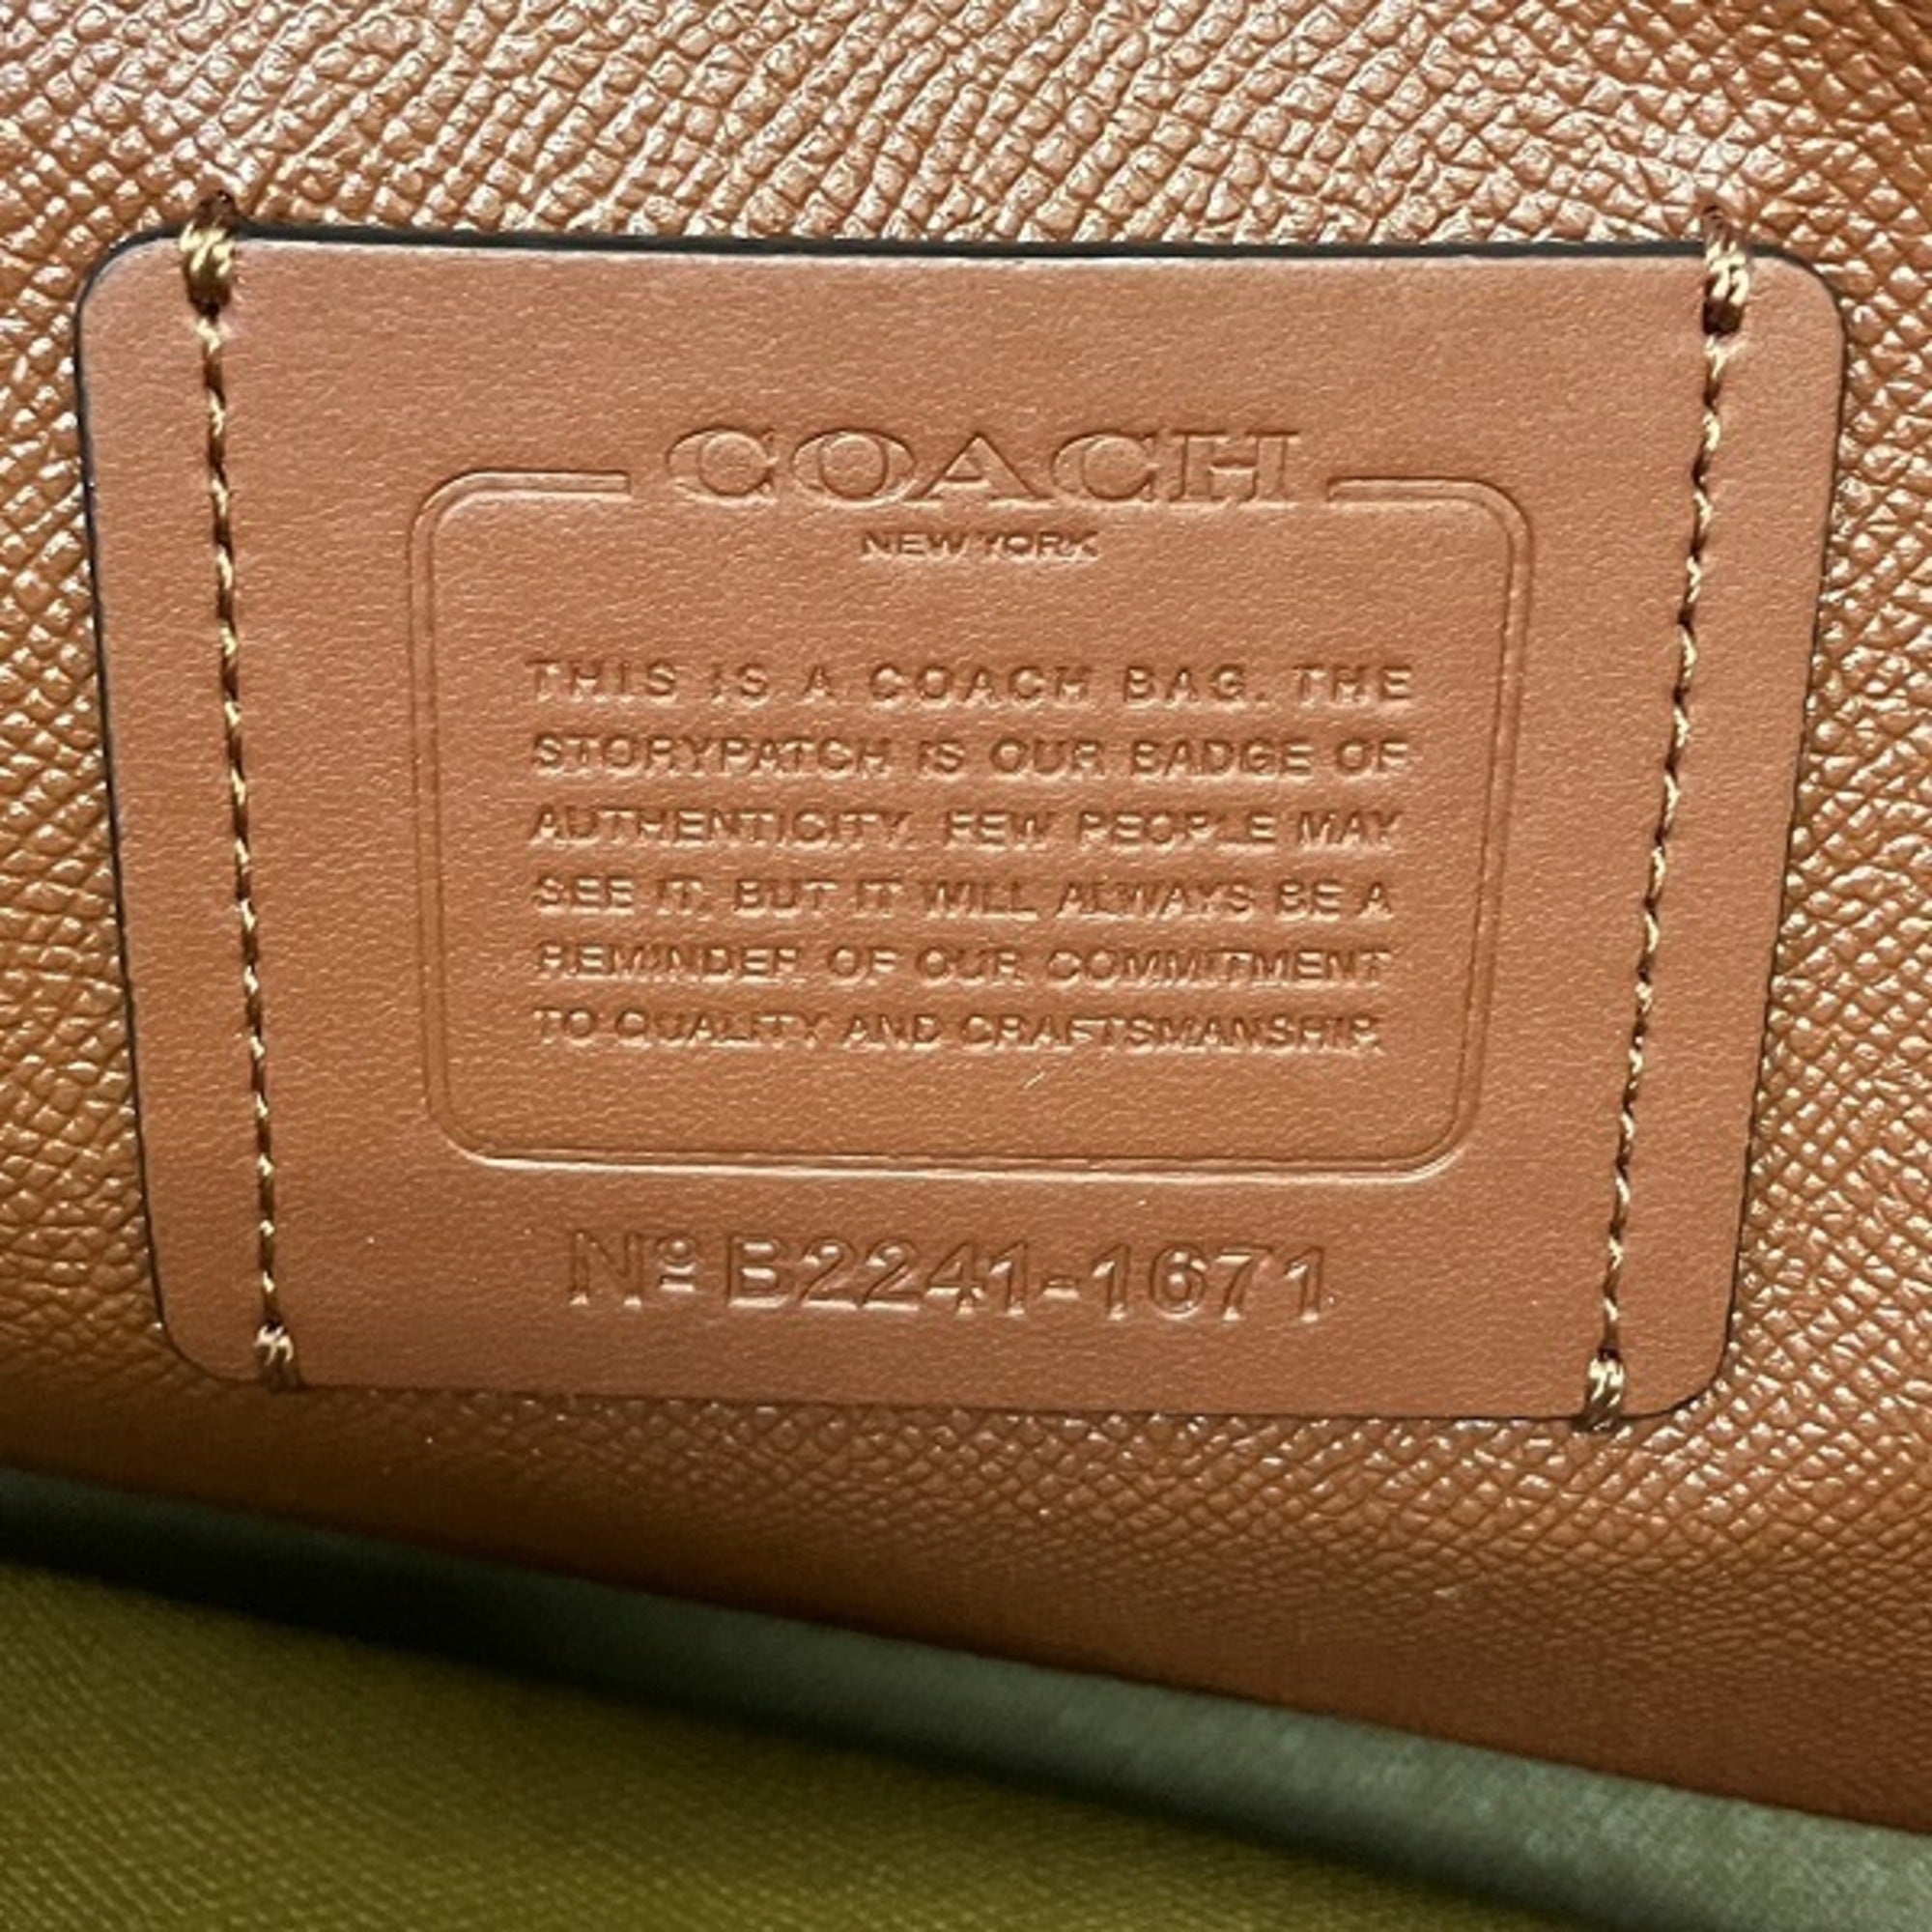 COACH
NEW YORK
THIS IS A COACH BAG. THE
STORYPATCH IS OUR BADGE OF
AUTHENTICITY. FEW PEOPLE MAY
SEE IT, BUT IT WILL ALWAYS BE A
REMINDER OF OUR COMMITMENT
TO QUALITY AND CRAFTSMANSHIP.
Nº B2241-1671